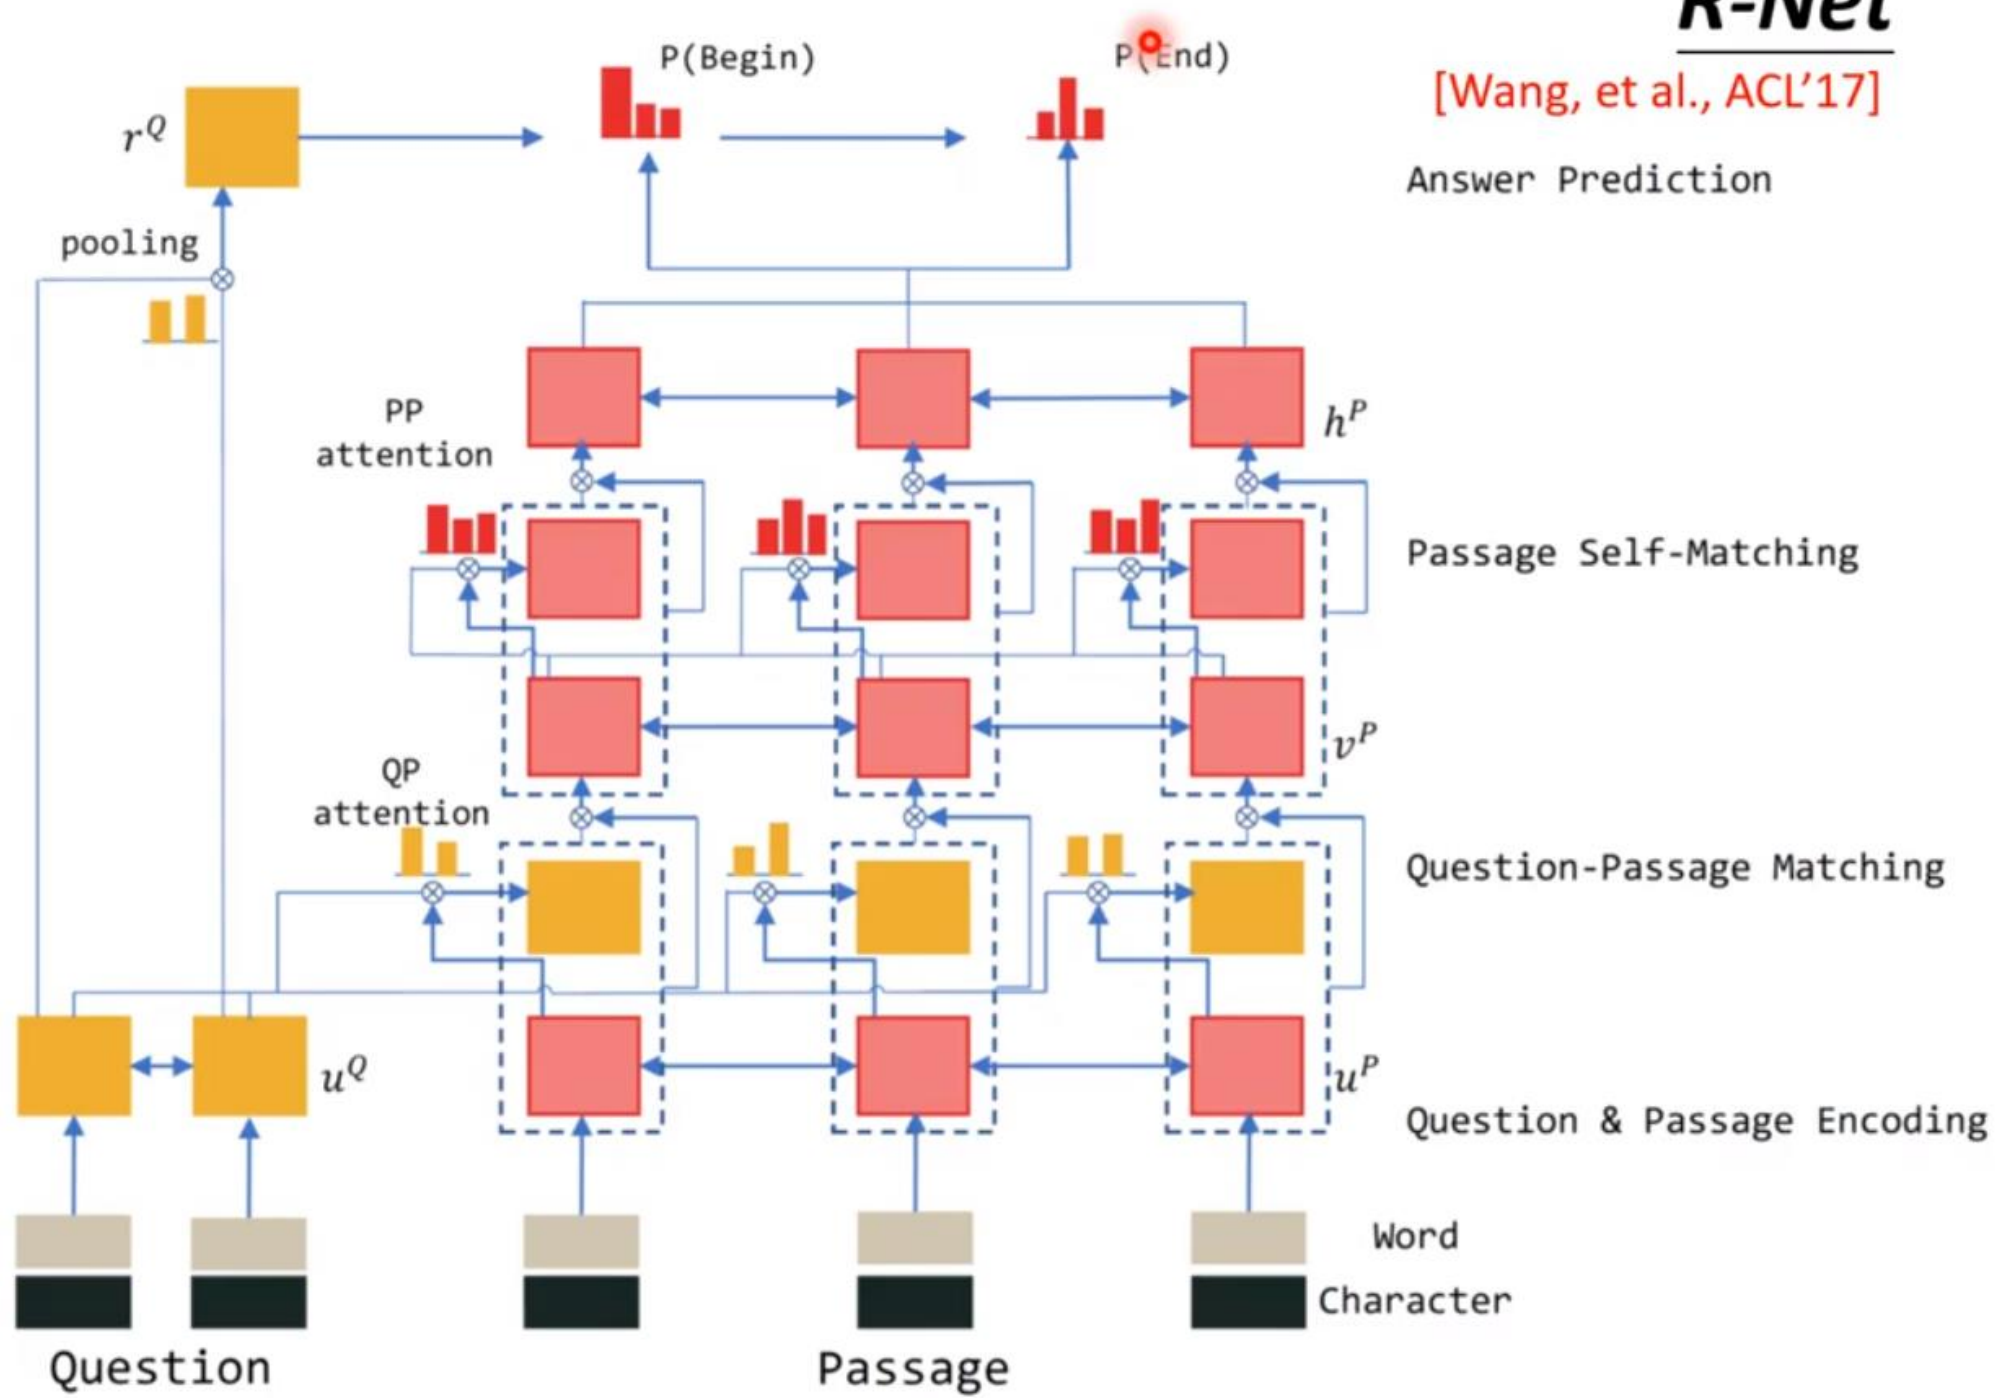 R-Net
[Wang, et al., ACL'17]
P(Begin)
P(End)
r^Q
Answer Prediction
pooling
PP
attention
h^P
Passage Self-Matching
v^P
QP
attention
Question-Passage Matching
u^Q
u^P
Question & Passage Encoding
Word
Character
Question
Passage